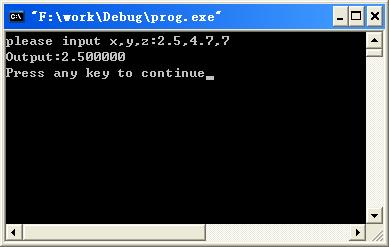 "F:\work\Debug\prog.exe"
please input x,y,z:2.5,4.7,7
Output:2.500000
Press any key to continue